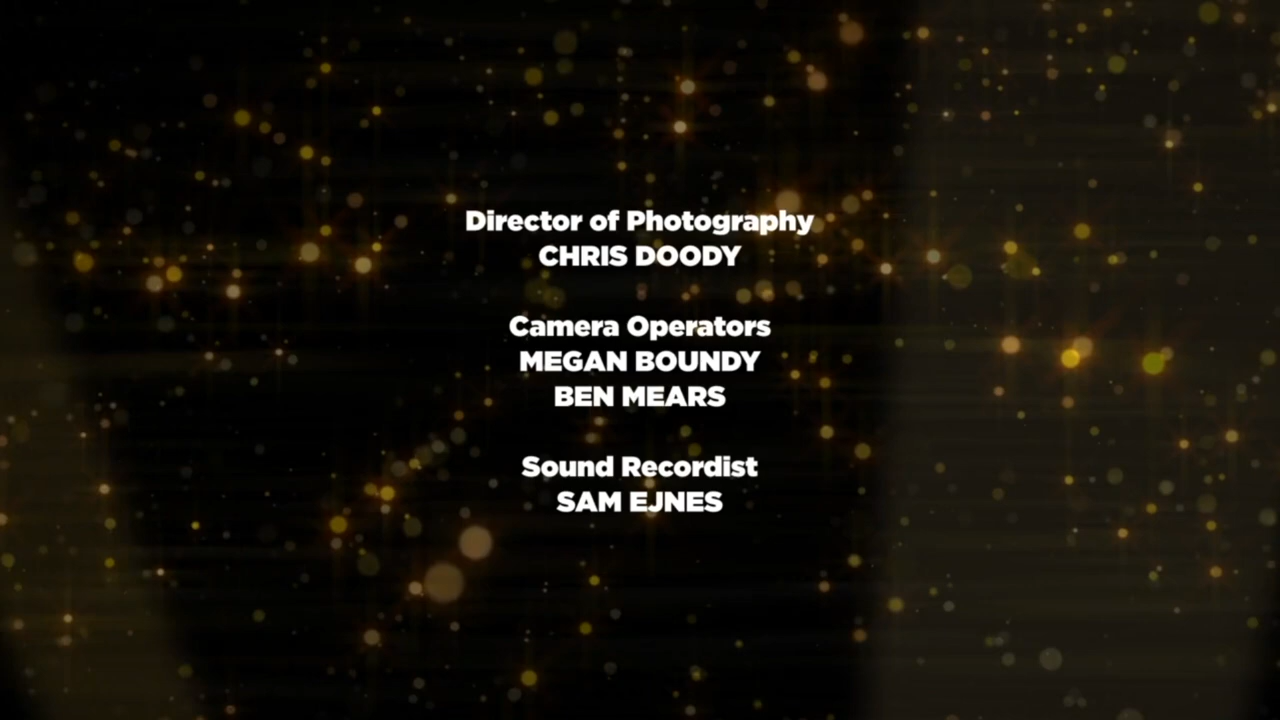 Director of Photography
CHRIS DOODY
Camera Operators
MEGAN BOUNDY
BEN MEARS
Sound Recordist
SAM EJNES